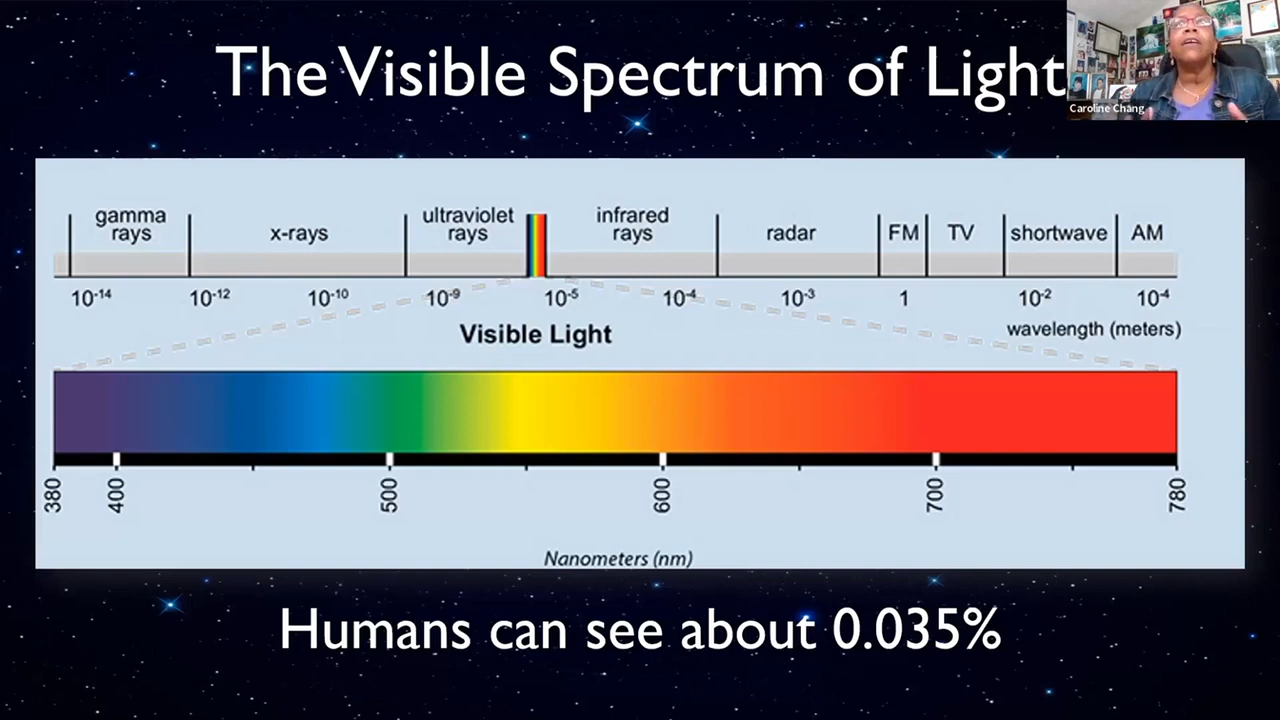 The Visible Spectrum of Light
Caroline Chang
gamma rays
x-rays
ultraviolet rays
infrared rays
radar
FM
TV
shortwave
AM
10⁻¹⁴ 10⁻¹² 10⁻¹⁰ 10⁻⁹ 10⁻⁵ 10⁻⁴ 10⁻³ 1 10⁻² 10⁻⁴
wavelength (meters)
Visible Light
380 400 500 600 700 780
Nanometers (nm)
Humans can see about 0.035%